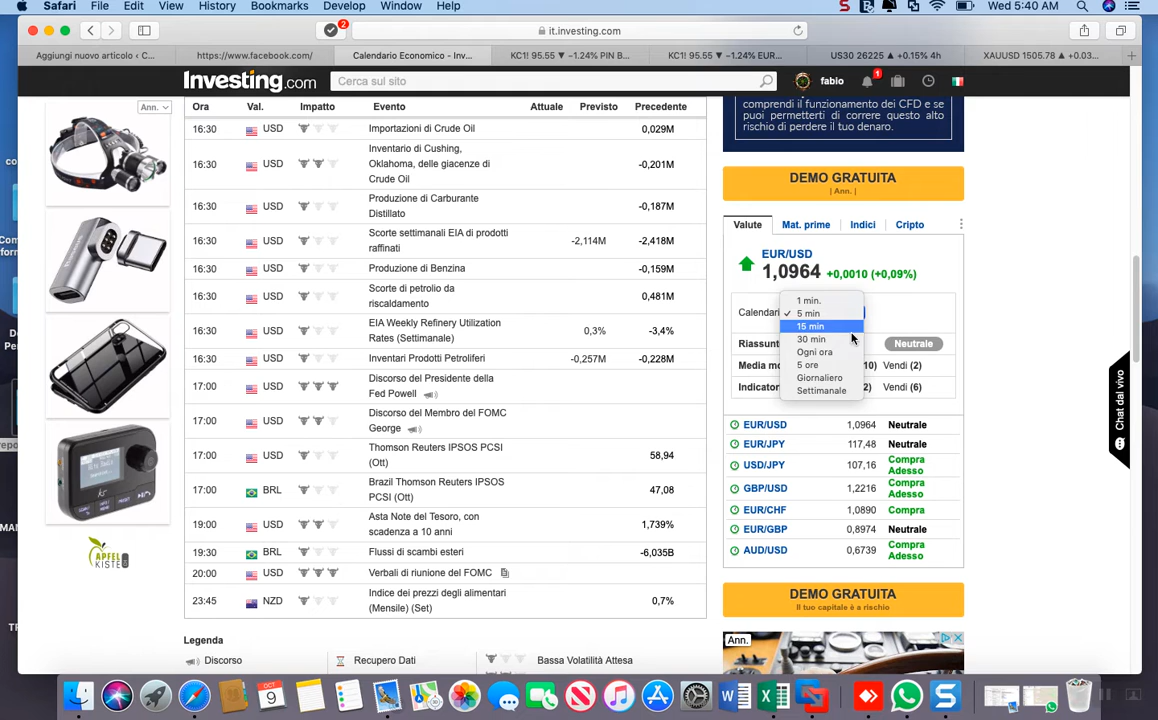 Safari File Edit View History Bookmarks Develop Window Help
Wed 5:40 AM
2
it.investing.com
Aggiungi nuovo articolo ‹ C...
https://www.facebook.com/
Calendario Economico - Inv...
KC1! 95.55 ▼ −1.24% PIN B...
KC1! 95.55 ▼ −1.24% EUR...
US30 26225 ▲ +0.15% 4h
XAUUSD 1505.78 ▲ +0.03...
Investing.com
Cerca sul sito
fabio
1
Ann.
Ora Val. Impatto Evento Attuale Previsto Precedente
16:30 USD Importazioni di Crude Oil 0,029M
Inventario di Cushing,
16:30 USD Oklahoma, delle giacenze di -0,201M
Crude Oil
Produzione di Carburante
16:30 USD -0,187M
Distillato
Scorte settimanali EIA di prodotti
16:30 USD -2,114M -2,418M
raffinati
16:30 USD Produzione di Benzina -0,159M
Scorte di petrolio da
16:30 USD 0,481M
riscaldamento
EIA Weekly Refinery Utilization
16:30 USD 0,3% -3,4%
Rates (Settimanale)
16:30 USD Inventari Prodotti Petroliferi -0,257M -0,228M
Discorso del Presidente della
17:00 USD
Fed Powell
Discorso del Membro del FOMC
17:00 USD
George
Thomson Reuters IPSOS PCSI
17:00 USD 58,94
(Ott)
Brazil Thomson Reuters IPSOS
17:00 BRL 47,08
PCSI (Ott)
Asta Note del Tesoro, con
19:00 USD 1,739%
scadenza a 10 anni
19:30 BRL Flussi di scambi esteri -6,035B
20:00 USD Verbali di riunione del FOMC
Indice dei prezzi degli alimentari
23:45 NZD 0,7%
(Mensile) (Set)
Legenda
Discorso Recupero Dati Bassa Volatilità Attesa
comprendi il funzionamento dei CFD e se
puoi permetterti di correre questo alto
rischio di perdere il tuo denaro.
DEMO GRATUITA
| Ann. |
Valute Mat. prime Indici Cripto
EUR/USD
1,0964 +0,0010 (+0,09%)
Calendari
1 min.
✓ 5 min
15 min
30 min
Ogni ora
5 ore
Giornaliero
Settimanale
Riassunt Neutrale
Media mo 10) Vendi (2)
Indicator 2) Vendi (6)
EUR/USD 1,0964 Neutrale
EUR/JPY 117,48 Neutrale
USD/JPY 107,16 Compra Adesso
GBP/USD 1,2216 Compra Adesso
EUR/CHF 1,0890 Compra
EUR/GBP 0,8974 Neutrale
AUD/USD 0,6739 Compra Adesso
DEMO GRATUITA
Il tuo capitale è a rischio
Ann.
Chat dal vivo
APFEL
KISTE
OCT
9